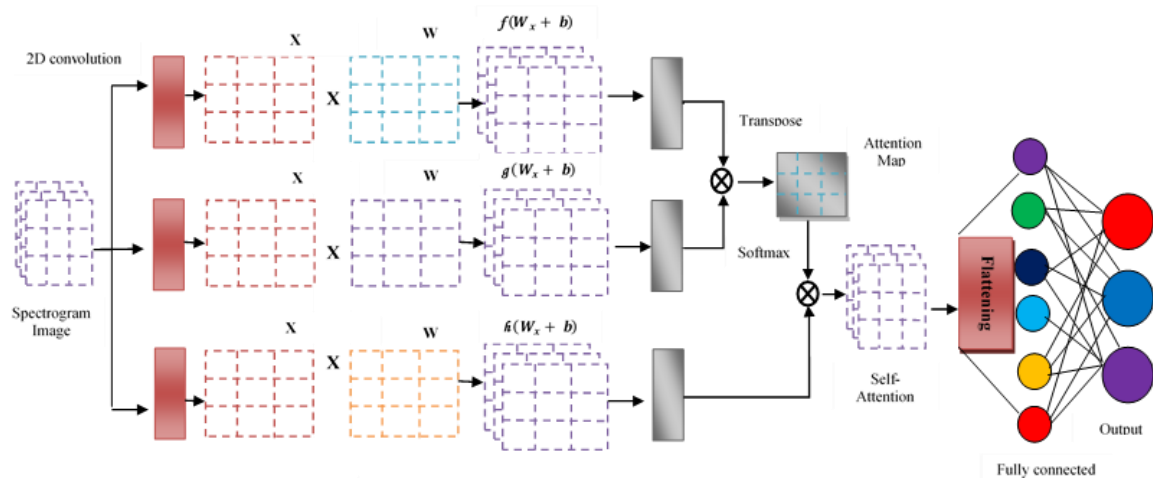 2D convolution
X
W
f(Wx + b)
X
Transpose
Attention
Map
X
W
g(Wx + b)
X
Softmax
Spectrogram
Image
Flattening
X
W
h(Wx + b)
X
Self-
Attention
Output
Fully connected